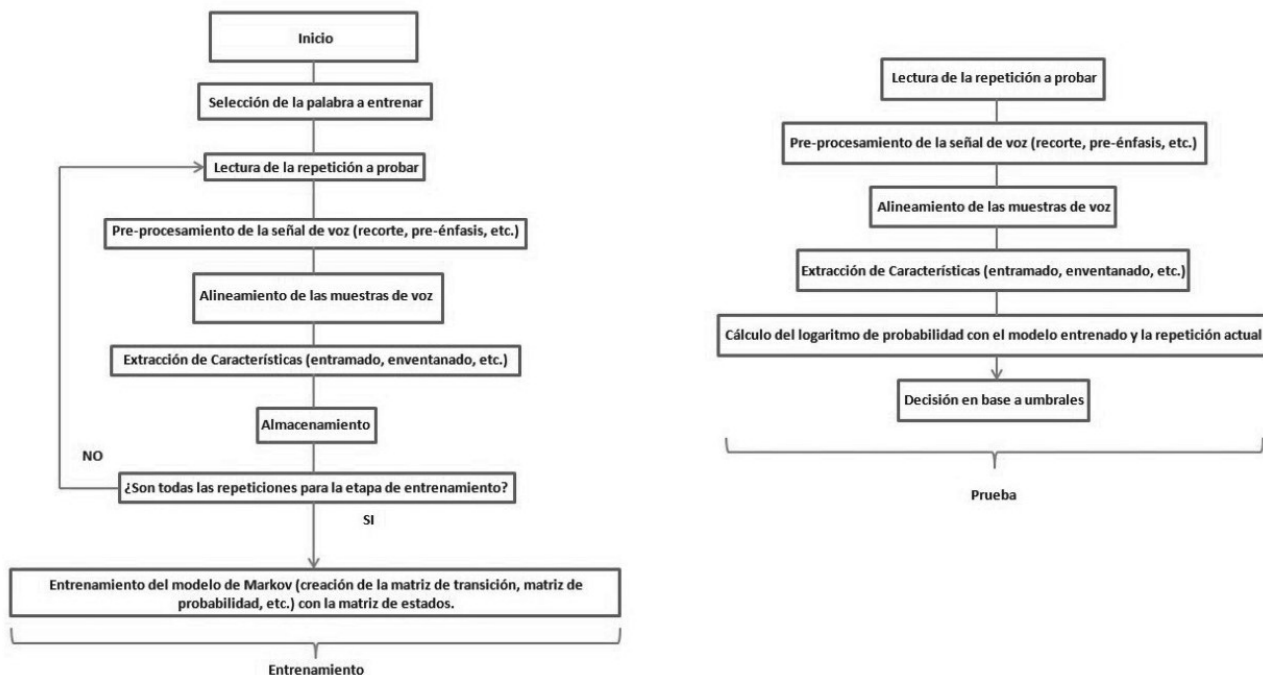 Inicio
Selección de la palabra a entrenar
Lectura de la repetición a probar
Pre-procesamiento de la señal de voz (recorte, pre-énfasis, etc.)
Alineamiento de las muestras de voz
Extracción de Características (entramado, enventanado, etc.)
Almacenamiento
NO
¿Son todas las repeticiones para la etapa de entrenamiento?
SI
Entrenamiento del modelo de Markov (creación de la matriz de transición, matriz de
probabilidad, etc.) con la matriz de estados.
Entrenamiento
Lectura de la repetición a probar
Pre-procesamiento de la señal de voz (recorte, pre-énfasis, etc.)
Alineamiento de las muestras de voz
Extracción de Características (entramado, enventanado, etc.)
Cálculo del logaritmo de probabilidad con el modelo entrenado y la repetición actual
Decisión en base a umbrales
Prueba